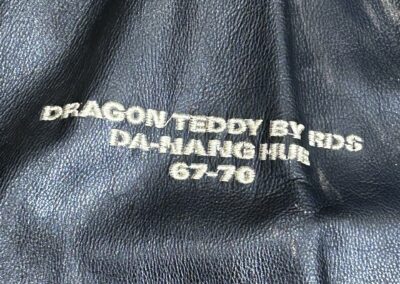 DRAGON TEDDY BY RDS
DA-NANG HUB
67-70